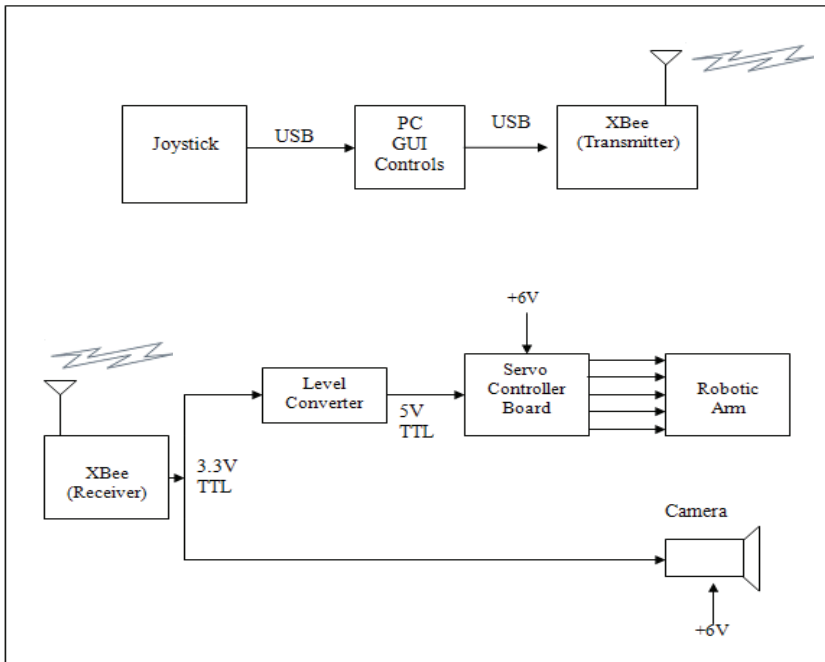 Joystick
USB
PC
GUI
Controls
USB
XBee
(Transmitter)
+6V
Level
Converter
5V
TTL
Servo
Controller
Board
Robotic
Arm
XBee
(Receiver)
3.3V
TTL
Camera
+6V